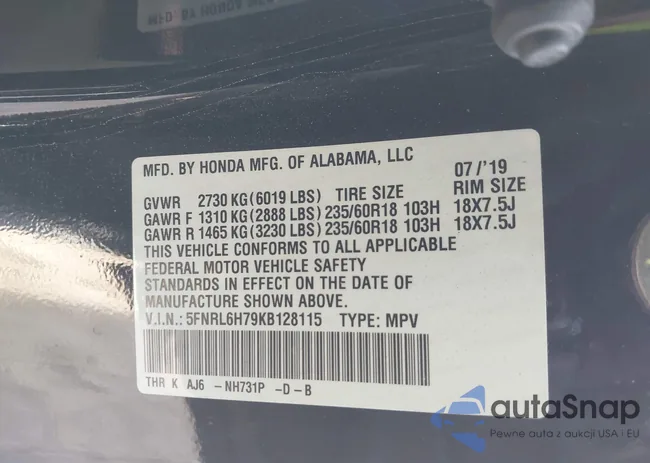 MFD. BY HONDA MFG. OF ALABAMA, LLC 07/'19
GVWR 2730 KG(6019 LBS) TIRE SIZE RIM SIZE
GAWR F 1310 KG(2888 LBS) 235/60R18 103H 18X7.5J
GAWR R 1465 KG(3230 LBS) 235/60R18 103H 18X7.5J
THIS VEHICLE CONFORMS TO ALL APPLICABLE
FEDERAL MOTOR VEHICLE SAFETY
STANDARDS IN EFFECT ON THE DATE OF
MANUFACTURE SHOWN ABOVE.
V.I.N.: 5FNRL6H79KB128115 TYPE: MPV
THR K AJ6 -NH731P -D-B
autaSnap
Pewne auta z aukcji USA i EU